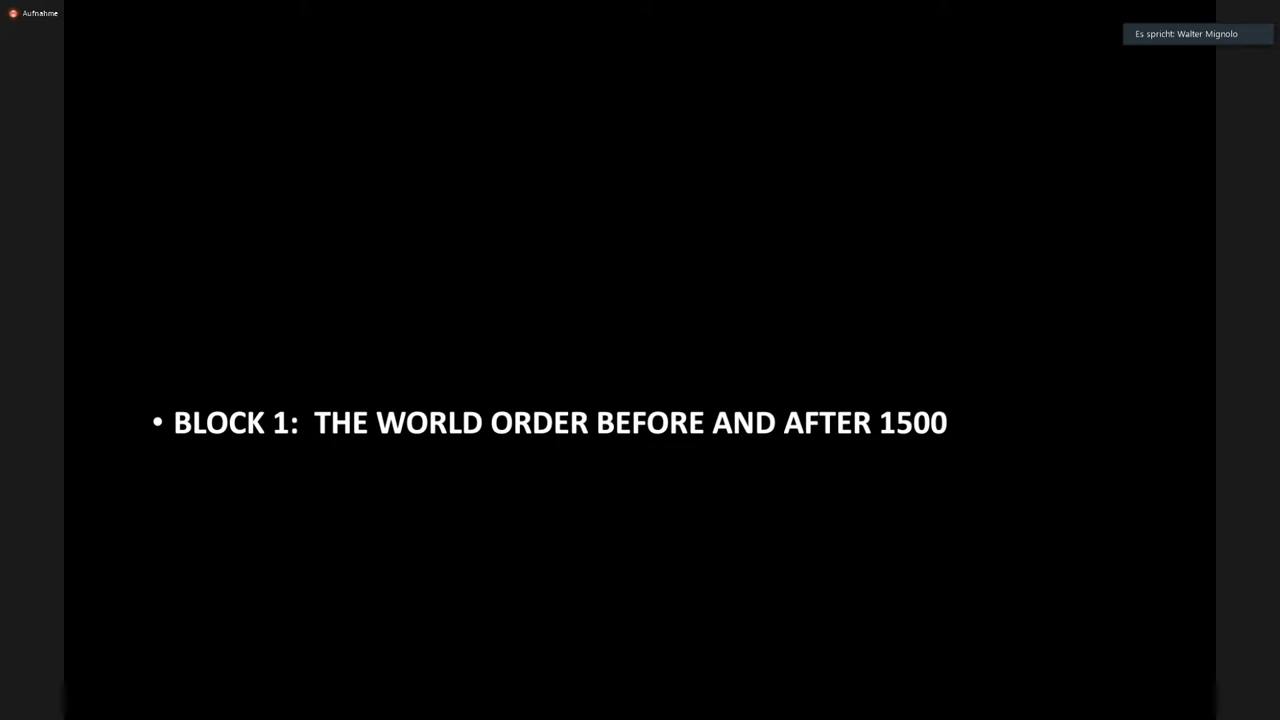 Aufnahme
Es spricht: Walter Mignolo
• BLOCK 1: THE WORLD ORDER BEFORE AND AFTER 1500